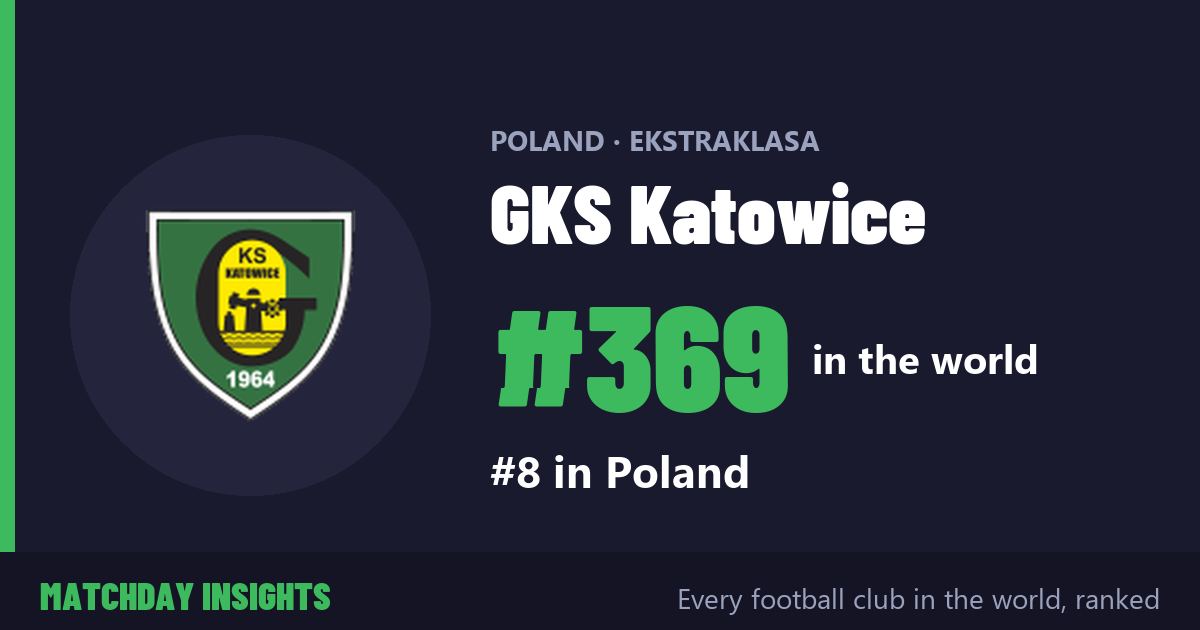 POLAND · EKSTRAKLASA
GKS Katowice
KS
KATOWICE
G
1964
#369 in the world
#8 in Poland
MATCHDAY INSIGHTS
Every football club in the world, ranked